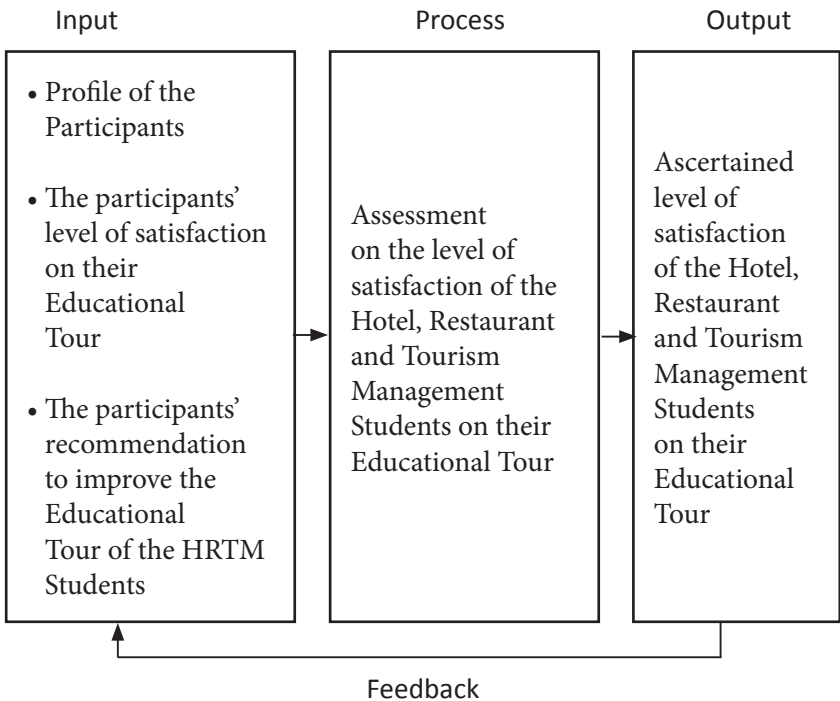 Input
• Profile of the
Participants
• The participants’
level of satisfaction
on their
Educational
Tour
• The participants’
recommendation
to improve the
Educational
Tour of the HRTM
Students
Process
Assessment
on the level of
satisfaction of the
Hotel, Restaurant
and Tourism
Management
Students on their
Educational Tour
Output
Ascertained
level of
satisfaction
of the Hotel,
Restaurant
and Tourism
Management
Students
on their
Educational
Tour
Feedback